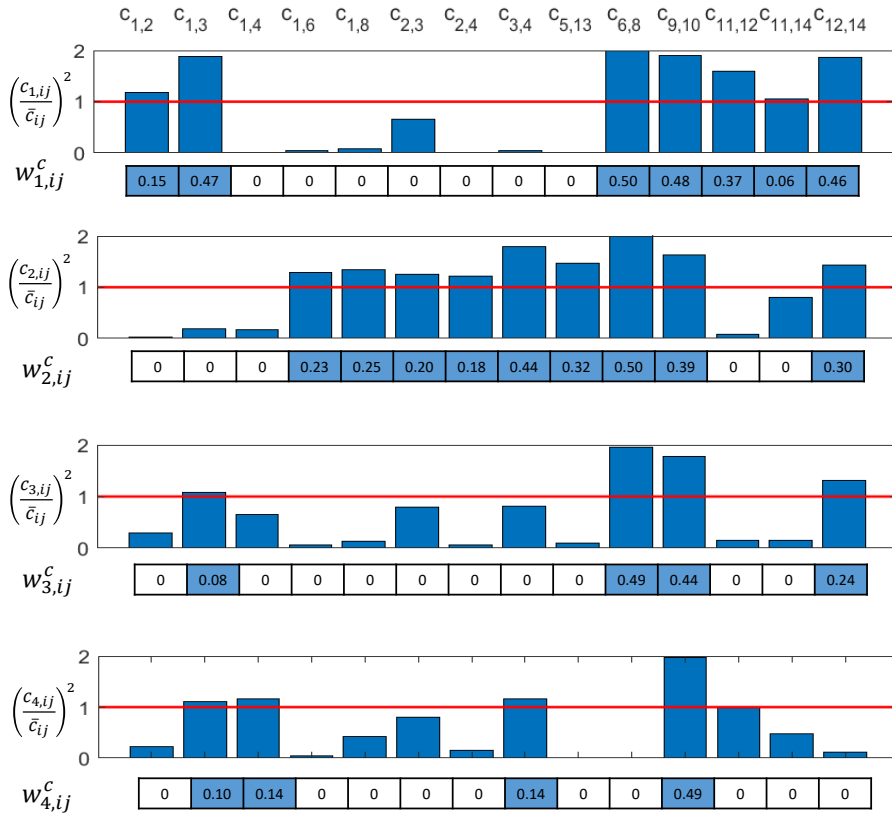 c1,2 c1,3 c1,4 c1,6 c1,8 c2,3 c2,4 c3,4 c5,13 c6,8 c9,10 c11,12 c11,14 c12,14
2
(c1,ij / c̄ij)²
1
0
w^c_1,ij 0.15 0.47 0 0 0 0 0 0 0 0.50 0.48 0.37 0.06 0.46
2
(c2,ij / c̄ij)²
1
0
w^c_2,ij 0 0 0 0.23 0.25 0.20 0.18 0.44 0.32 0.50 0.39 0 0 0.30
2
(c3,ij / c̄ij)²
1
0
w^c_3,ij 0 0.08 0 0 0 0 0 0 0 0.49 0.44 0 0 0.24
2
(c4,ij / c̄ij)²
1
0
w^c_4,ij 0 0.10 0.14 0 0 0 0 0.14 0 0 0.49 0 0 0